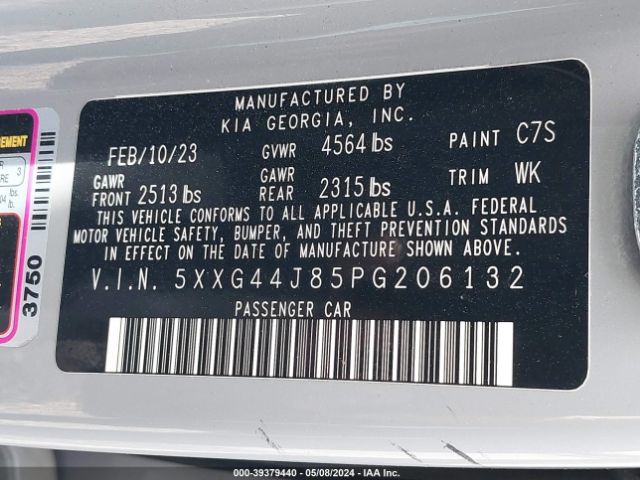 MANUFACTURED BY
KIA GEORGIA, INC.
FEB/10/23 GVWR 4564 lbs PAINT C7S
GAWR FRONT 2513 lbs GAWR REAR 2315 lbs TRIM WK
THIS VEHICLE CONFORMS TO ALL APPLICABLE U.S.A. FEDERAL
MOTOR VEHICLE SAFETY, BUMPER, AND THEFT PREVENTION STANDARDS
IN EFFECT ON THE DATE OF MANUFACTURE SHOWN ABOVE.
V.I.N. 5XXG44J85PG206132
PASSENGER CAR
3750
000-39379440 - 05/08/2024 - IAA Inc.